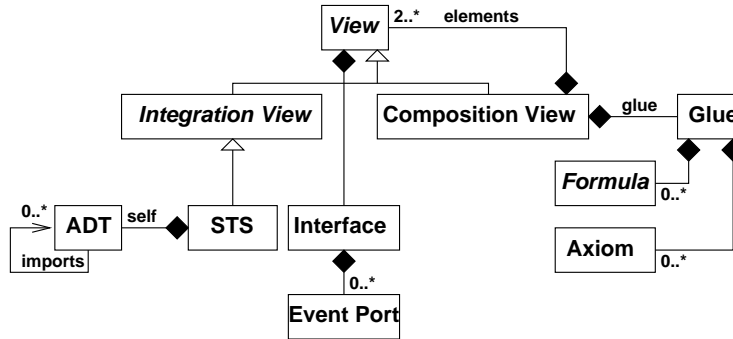 View
2..* elements
Integration View
Composition View
glue
Glue
Formula
0..*
0..*
ADT
self
STS
Interface
Axiom
imports
0..*
0..*
Event Port